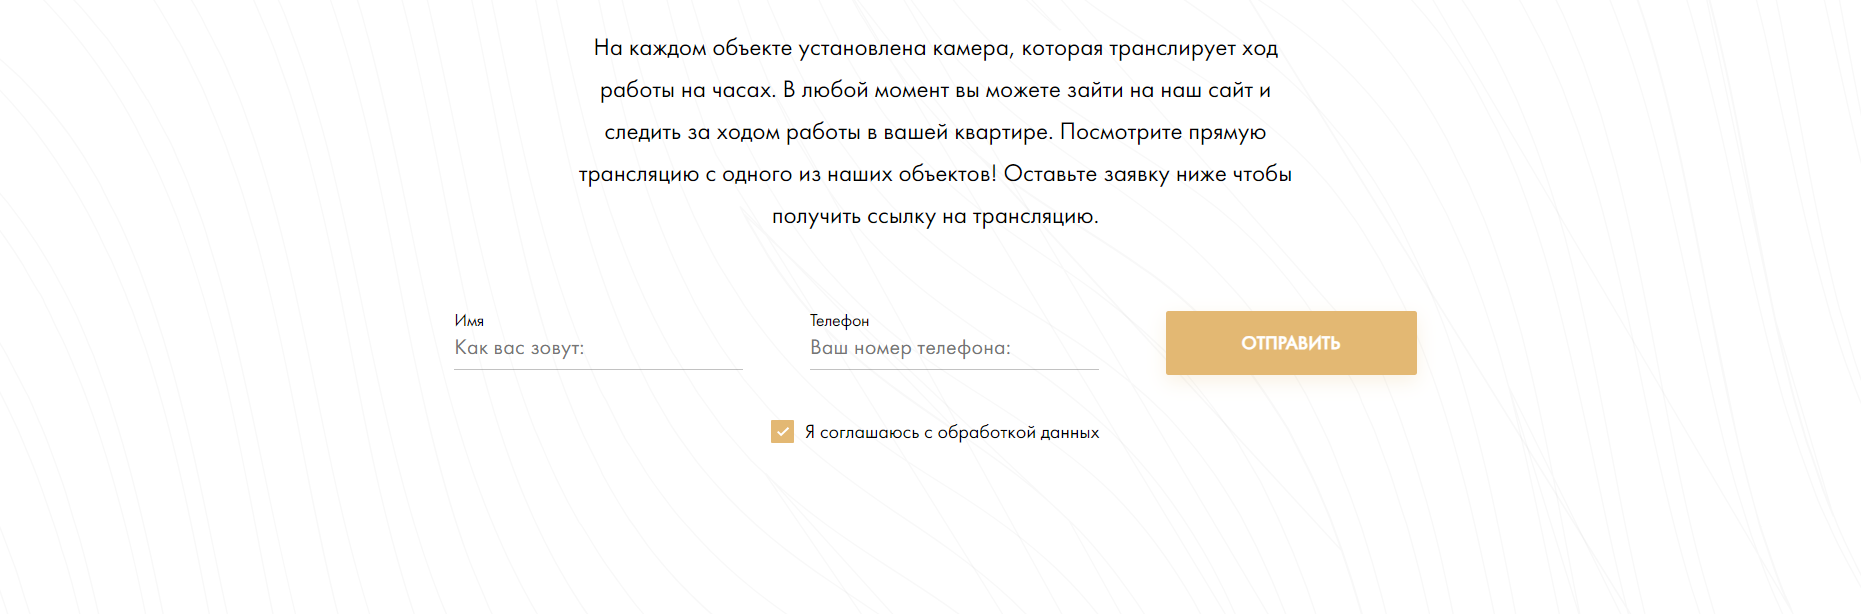 На каждом объекте установлена камера, которая транслирует ход
работы на часах. В любой момент вы можете зайти на наш сайт и
следить за ходом работы в вашей квартире. Посмотрите прямую
трансляцию с одного из наших объектов! Оставьте заявку ниже чтобы
получить ссылку на трансляцию.
Имя
Как вас зовут:
Телефон
Ваш номер телефона:
ОТПРАВИТЬ
Я соглашаюсь с обработкой данных